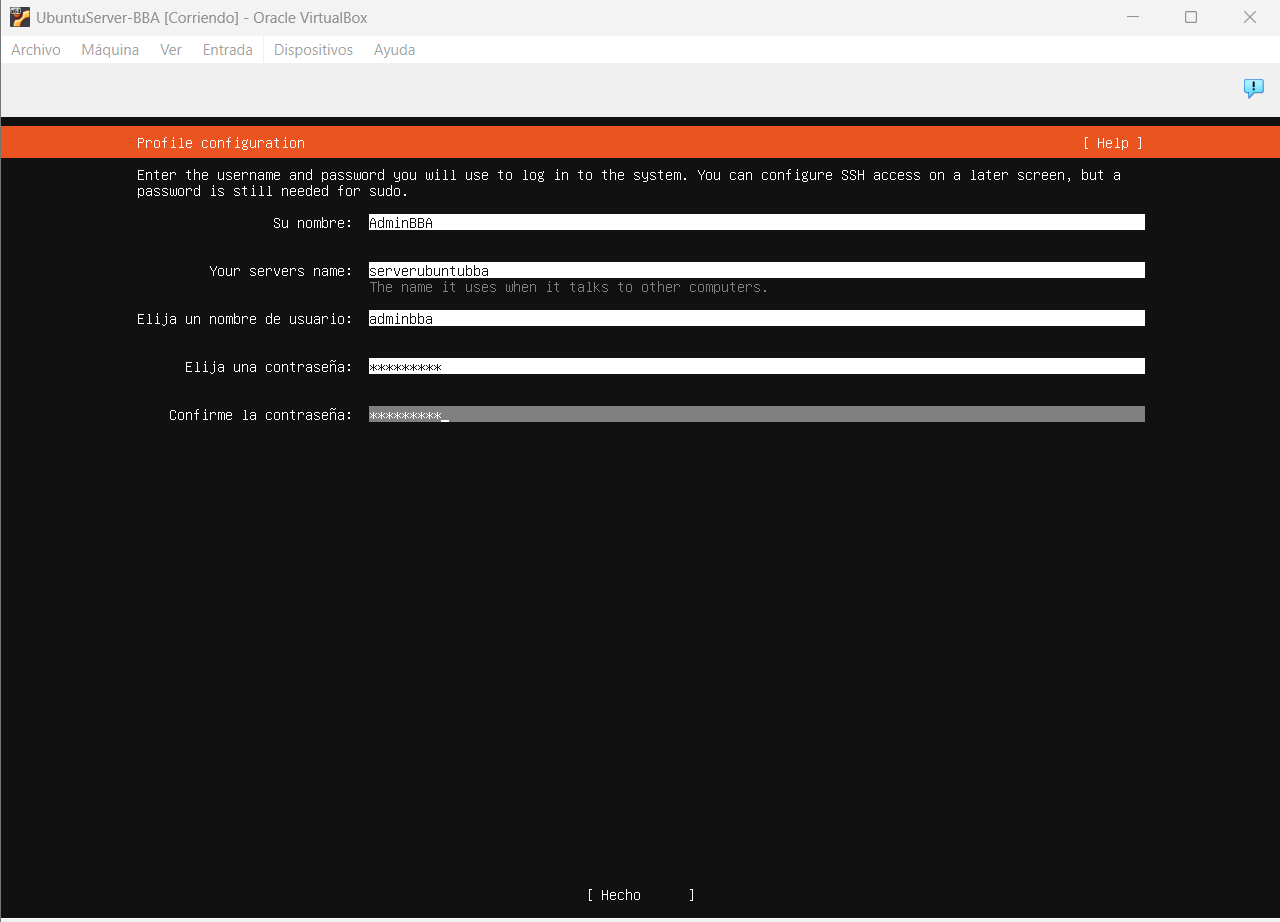 UbuntuServer-BBA [Corriendo] - Oracle VirtualBox
Archivo Máquina Ver Entrada Dispositivos Ayuda
Profile configuration [ Help ]
Enter the username and password you will use to log in to the system. You can configure SSH access on a later screen, but a
password is still needed for sudo.
Su nombre: AdminBBA
Your servers name: serverubuntubba
The name it uses when it talks to other computers.
Elija un nombre de usuario: adminbba
Elija una contraseña: *********
Confirme la contraseña: *********_
[ Hecho ]